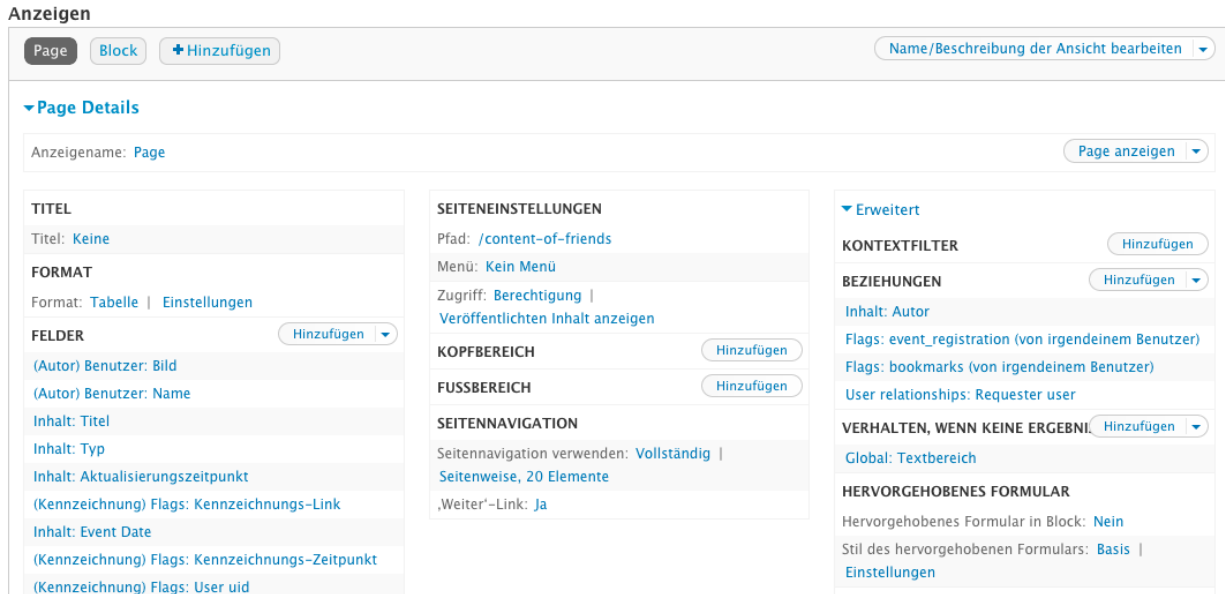 Anzeigen
Page Block +Hinzufügen Name/Beschreibung der Ansicht bearbeiten
Page Details
Anzeigename: Page Page anzeigen
TITEL
Titel: Keine
FORMAT
Format: Tabelle | Einstellungen
FELDER Hinzufügen
(Autor) Benutzer: Bild
(Autor) Benutzer: Name
Inhalt: Titel
Inhalt: Typ
Inhalt: Aktualisierungszeitpunkt
(Kennzeichnung) Flags: Kennzeichnungs-Link
Inhalt: Event Date
(Kennzeichnung) Flags: Kennzeichnungs-Zeitpunkt
(Kennzeichnung) Flags: User uid
SEITENEINSTELLUNGEN
Pfad: /content-of-friends
Menü: Kein Menü
Zugriff: Berechtigung |
Veröffentlichten Inhalt anzeigen
KOPFBEREICH Hinzufügen
FUSSBEREICH Hinzufügen
SEITENNAVIGATION
Seitennavigation verwenden: Vollständig |
Seitenweise, 20 Elemente
‚Weiter‘-Link: Ja
Erweitert
KONTEXTFILTER Hinzufügen
BEZIEHUNGEN Hinzufügen
Inhalt: Autor
Flags: event_registration (von irgendeinem Benutzer)
Flags: bookmarks (von irgendeinem Benutzer)
User relationships: Requester user
VERHALTEN, WENN KEINE ERGEBNI Hinzufügen
Global: Textbereich
HERVORGEHOBENES FORMULAR
Hervorgehobenes Formular in Block: Nein
Stil des hervorgehobenen Formulars: Basis |
Einstellungen